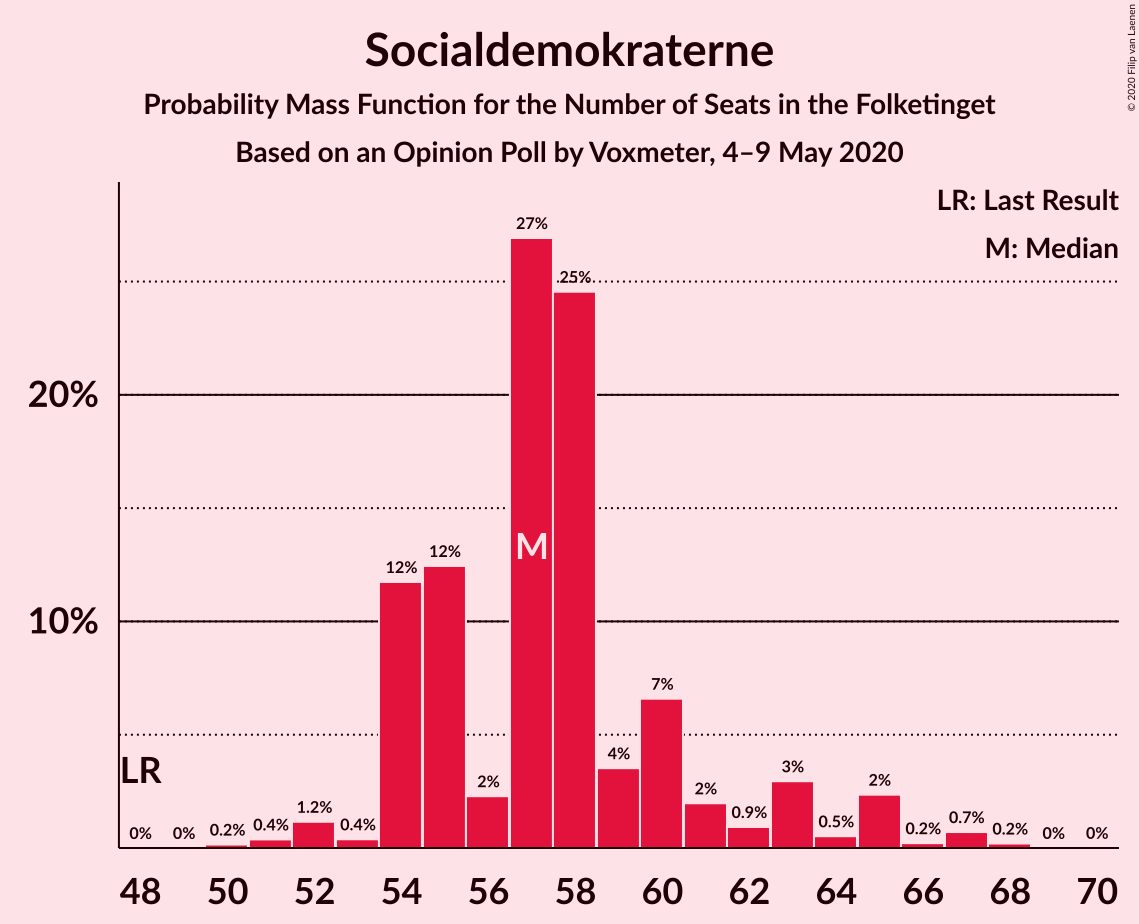 Socialdemokraterne
Probability Mass Function for the Number of Seats in the Folketinget
Based on an Opinion Poll by Voxmeter, 4–9 May 2020
© 2020 Filip van Laenen
LR: Last Result
M: Median
20%
10%
LR
M
0% 0% 0.2% 0.4% 1.2% 0.4% 12% 12% 2% 27% 25% 4% 7% 2% 0.9% 3% 0.5% 2% 0.2% 0.7% 0.2% 0% 0%
48 50 52 54 56 58 60 62 64 66 68 70